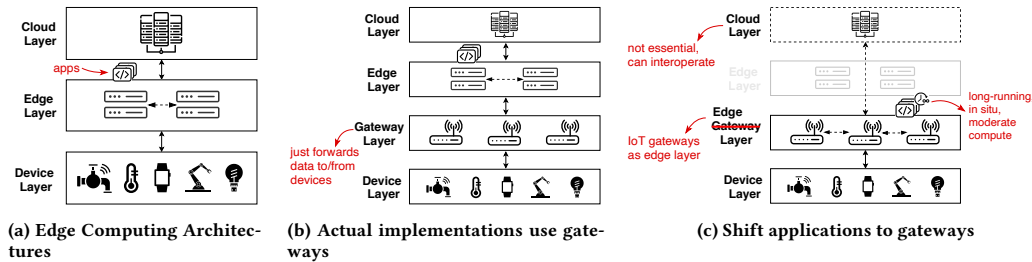 Cloud
Layer
apps
</>
Edge
Layer
Device
Layer
(a) Edge Computing Architec-
tures
Cloud
Layer
</>
Edge
Layer
Gateway
Layer
just forwards
data to/from
devices
Device
Layer
(b) Actual implementations use gate-
ways
Cloud
Layer
not essential,
can interoperate
Edge
Layer
</>
long-running
in situ,
moderate
compute
Edge
Gateway
Layer
IoT gateways
as edge layer
Device
Layer
(c) Shift applications to gateways